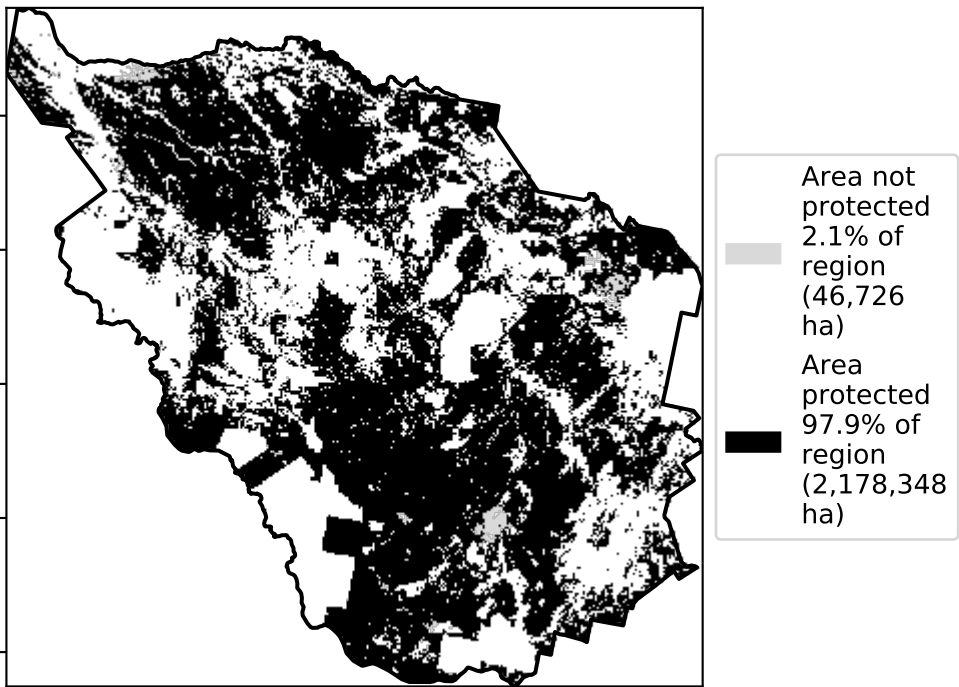 Area not
protected
2.1% of
region
(46,726
ha)
Area
protected
97.9% of
region
(2,178,348
ha)